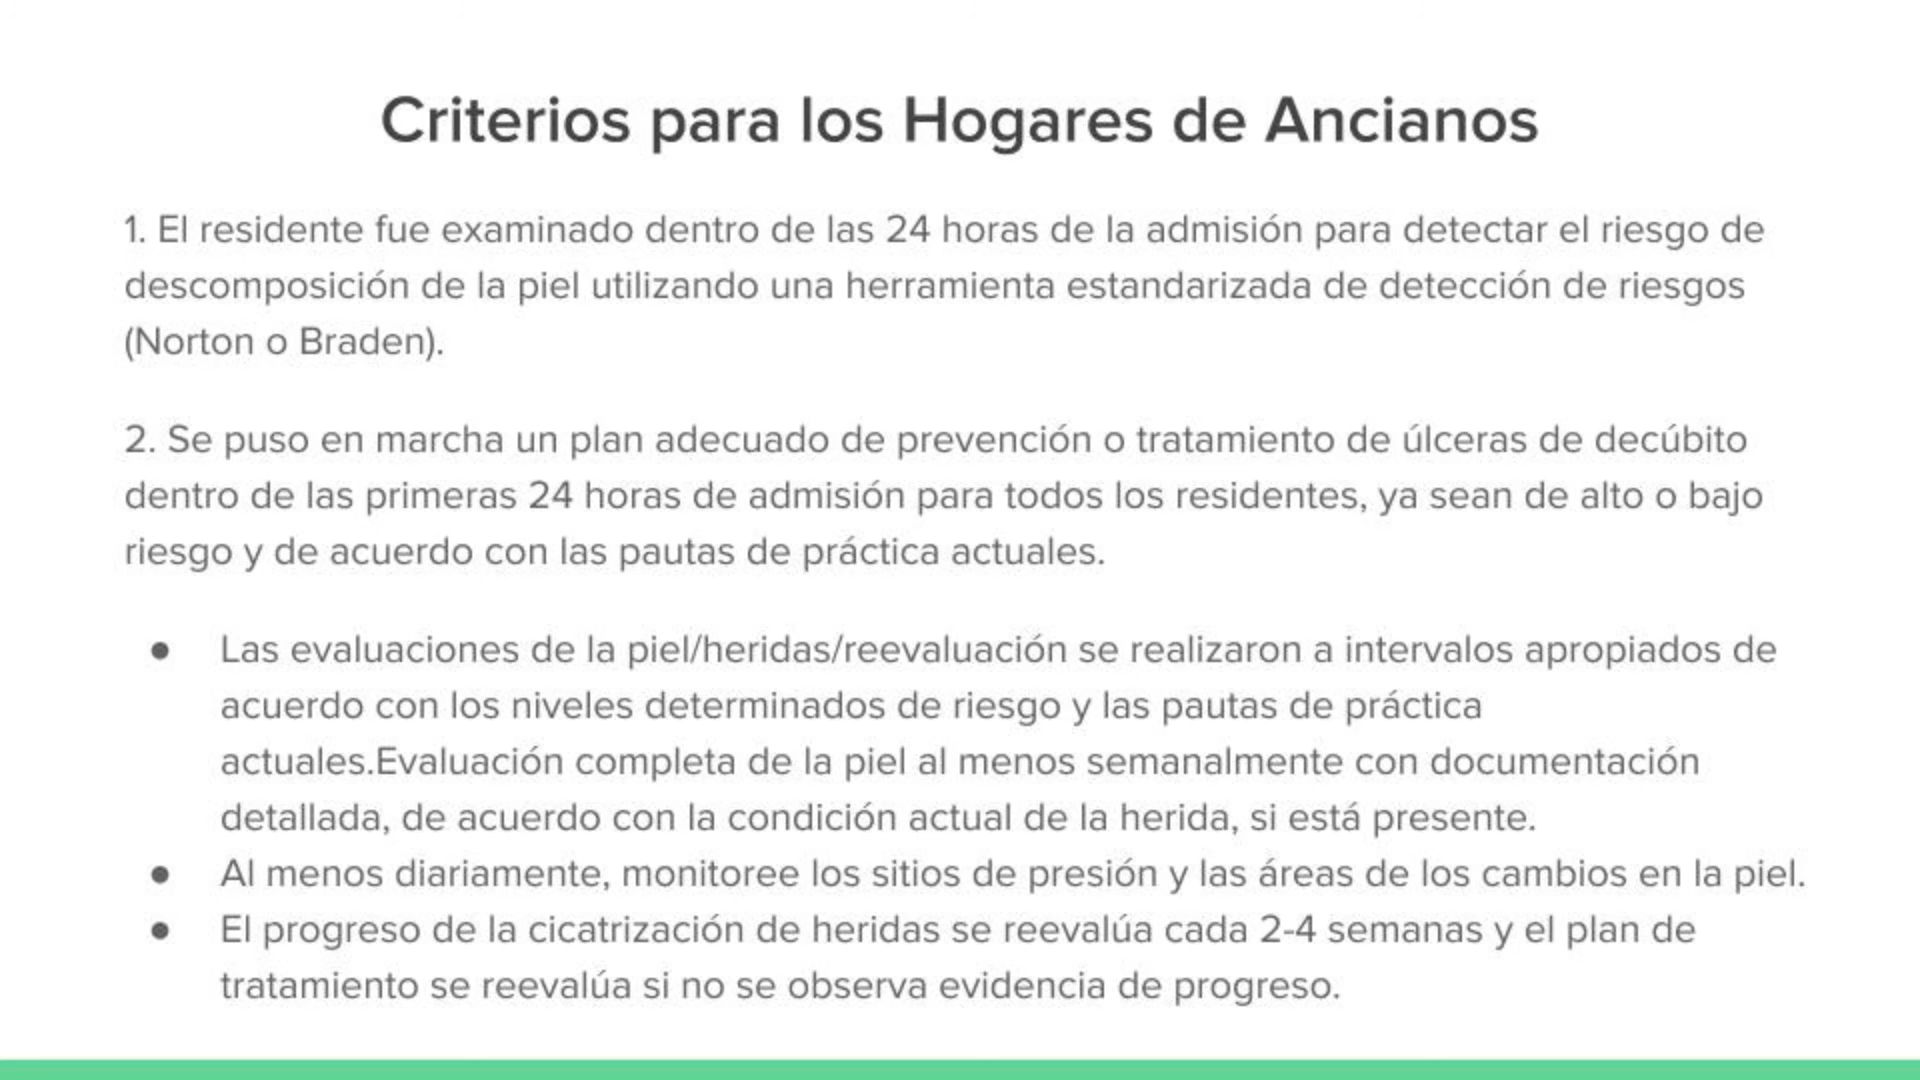 Criterios para los Hogares de Ancianos
1. El residente fue examinado dentro de las 24 horas de la admisión para detectar el riesgo de
descomposición de la piel utilizando una herramienta estandarizada de detección de riesgos
(Norton o Braden).
2. Se puso en marcha un plan adecuado de prevención o tratamiento de úlceras de decúbito
dentro de las primeras 24 horas de admisión para todos los residentes, ya sean de alto o bajo
riesgo y de acuerdo con las pautas de práctica actuales.
● Las evaluaciones de la piel/heridas/reevaluación se realizaron a intervalos apropiados de
acuerdo con los niveles determinados de riesgo y las pautas de práctica
actuales.Evaluación completa de la piel al menos semanalmente con documentación
detallada, de acuerdo con la condición actual de la herida, si está presente.
● Al menos diariamente, monitoree los sitios de presión y las áreas de los cambios en la piel.
● El progreso de la cicatrización de heridas se reevalúa cada 2-4 semanas y el plan de
tratamiento se reevalúa si no se observa evidencia de progreso.